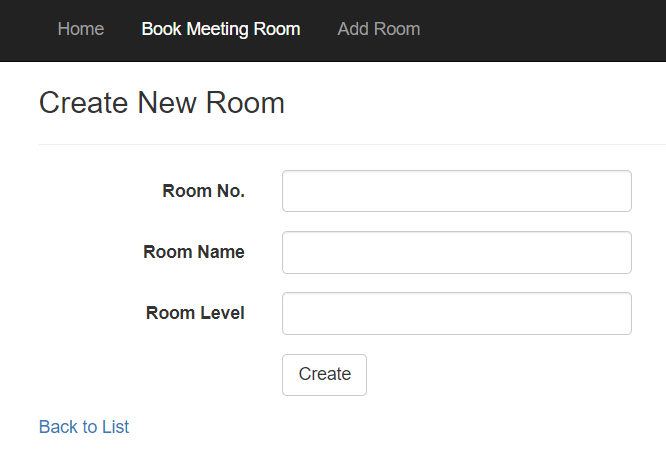 Home Book Meeting Room Add Room
Create New Room
Room No.
Room Name
Room Level
Create
Back to List